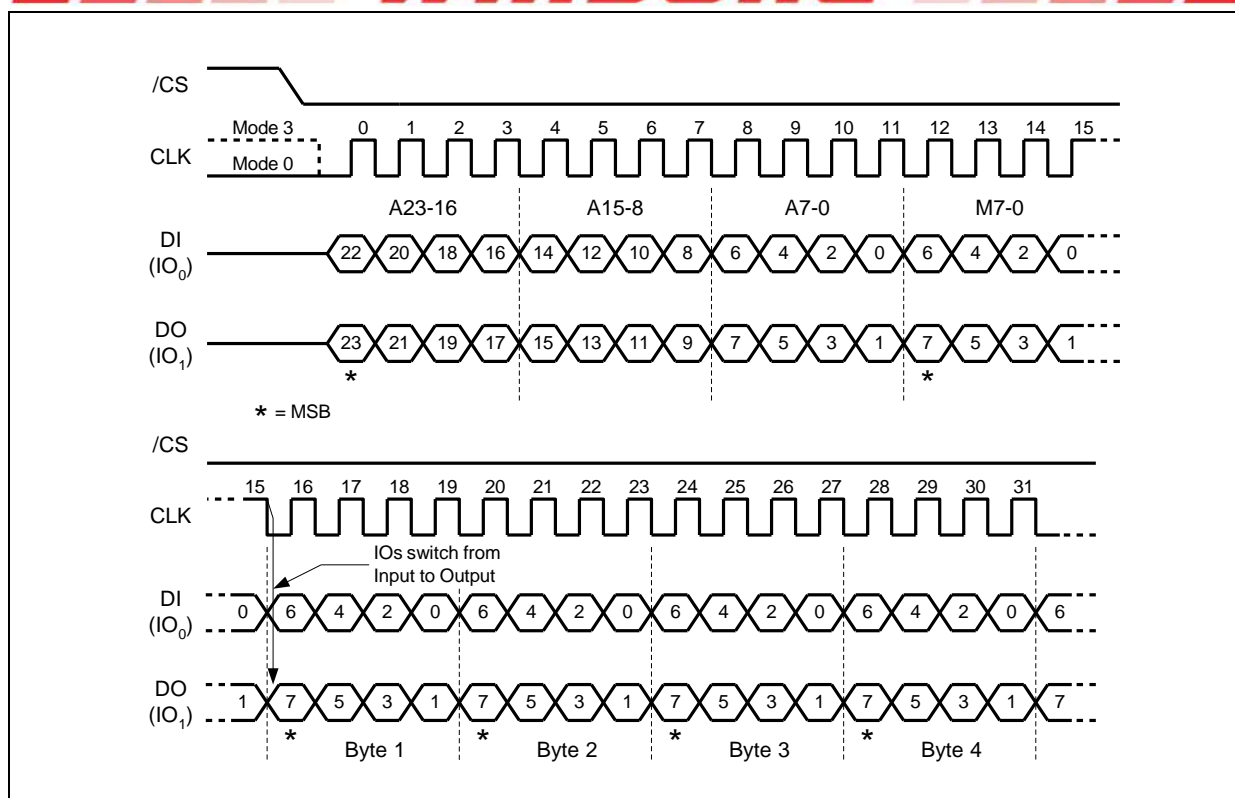 /CS
Mode 3 0 1 2 3 4 5 6 7 8 9 10 11 12 13 14 15
CLK
Mode 0
A23-16 A15-8 A7-0 M7-0
DI
(IO0)
22 20 18 16 14 12 10 8 6 4 2 0 6 4 2 0
DO
(IO1)
23 21 19 17 15 13 11 9 7 5 3 1 7 5 3 1
* *
* = MSB
/CS
15 16 17 18 19 20 21 22 23 24 25 26 27 28 29 30 31
CLK
IOs switch from
Input to Output
DI
(IO0)
0 6 4 2 0 6 4 2 0 6 4 2 0 6 4 2 0 6
DO
(IO1)
1 7 5 3 1 7 5 3 1 7 5 3 1 7 5 3 1 7
* * * *
Byte 1 Byte 2 Byte 3 Byte 4